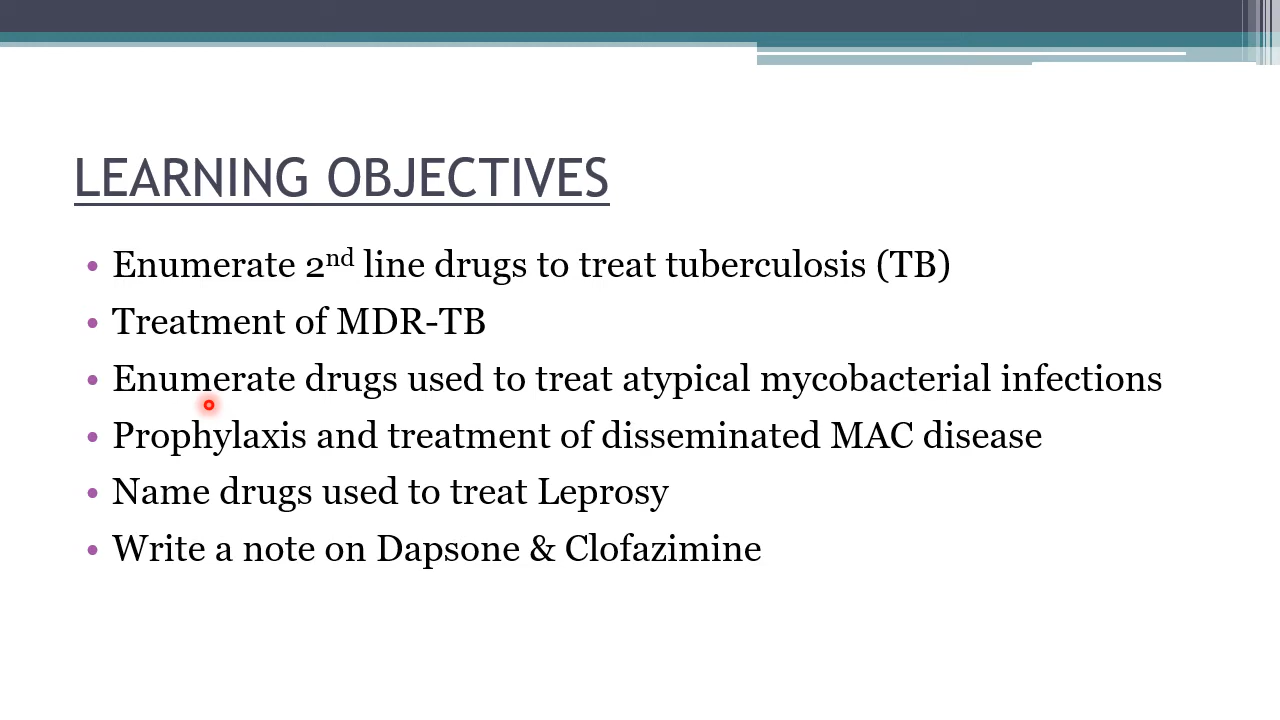 LEARNING OBJECTIVES
• Enumerate 2nd line drugs to treat tuberculosis (TB)
• Treatment of MDR-TB
• Enumerate drugs used to treat atypical mycobacterial infections
• Prophylaxis and treatment of disseminated MAC disease
• Name drugs used to treat Leprosy
• Write a note on Dapsone & Clofazimine